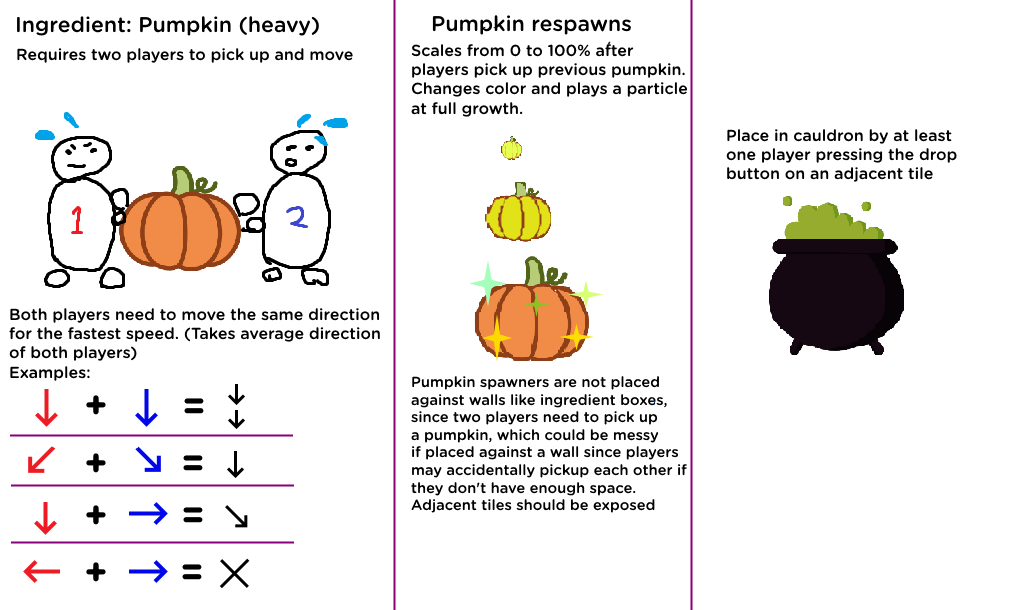 Ingredient: Pumpkin (heavy)
Requires two players to pick up and move
1
2
Both players need to move the same direction
for the fastest speed. (Takes average direction
of both players)
Examples:
+ =
+ =
+ =
+ =
Pumpkin respawns
Scales from 0 to 100% after
players pick up previous pumpkin.
Changes color and plays a particle
at full growth.
Pumpkin spawners are not placed
against walls like ingredient boxes,
since two players need to pick up
a pumpkin, which could be messy
if placed against a wall since players
may accidentally pickup each other if
they don't have enough space.
Adjacent tiles should be exposed
Place in cauldron by at least
one player pressing the drop
button on an adjacent tile